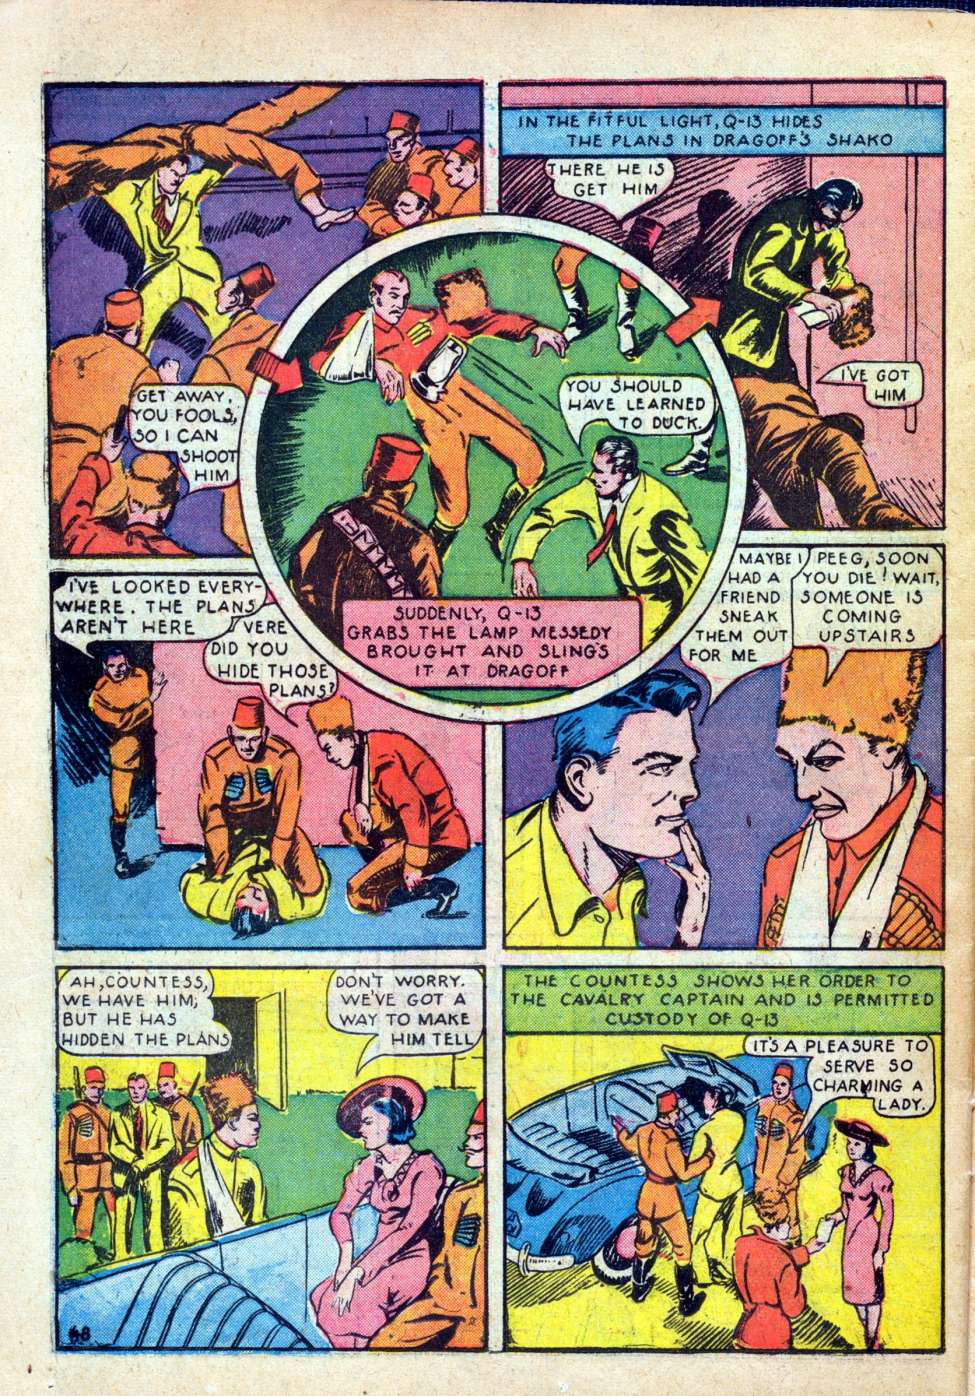 GET AWAY,
YOU FOOLS,
SO I CAN
SHOOT
HIM
YOU SHOULD
HAVE LEARNED
TO DUCK.
SUDDENLY, Q-13
GRABS THE LAMP MESSEDY
BROUGHT AND SLING'S
IT AT DRAGOFF
IN THE FITFUL LIGHT, Q-13 HIDES
THE PLANS IN DRAGOFF'S SHAKO
THERE HE IS
GET HIM
I'VE GOT
HIM
I'VE LOOKED EVERY-
WHERE. THE PLANS
AREN'T HERE
VERE
DID YOU
HIDE THOSE
PLANS?
MAYBE I
HAD A
FRIEND
SNEAK
THEM OUT
FOR ME
PEEG, SOON
YOU DIE! WAIT,
SOMEONE IS
COMING
UPSTAIRS
AH, COUNTESS,
WE HAVE HIM,
BUT HE HAS
HIDDEN THE PLANS
DON'T WORRY.
WE'VE GOT A
WAY TO MAKE
HIM TELL
68
THE COUNTESS SHOWS HER ORDER TO
THE CAVALRY CAPTAIN AND IS PERMITTED
CUSTODY OF Q-13
IT'S A PLEASURE TO
SERVE SO
CHARMING A
LADY.